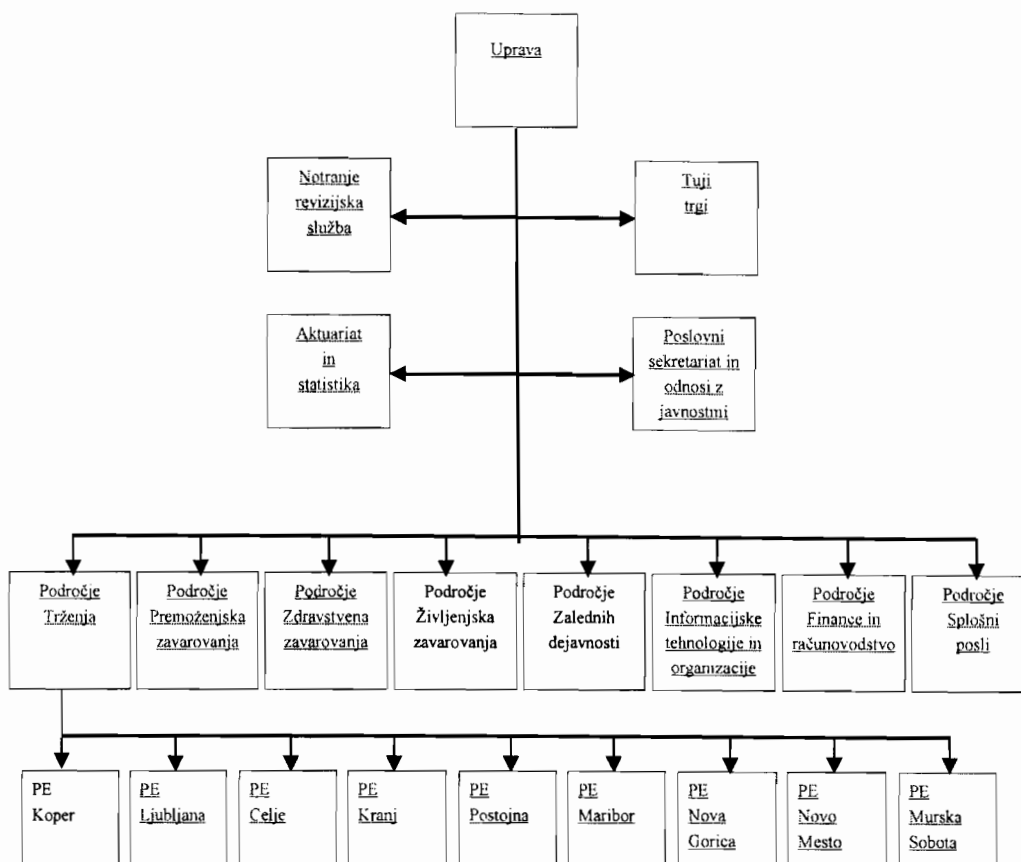 Uprava
Notranje
revizijska
služba
Tuji
trgi
Aktuariat
in
statistika
Poslovni
sekretariat in
odnosi z
javnostmi
Področje
Trženja
Področje
Premoženjska
zavarovanja
Področje
Zdravstvena
zavarovanja
Področje
Življenjska
zavarovanja
Področje
Zalednih
dejavnosti
Področje
Informacijske
tehnologije in
organizacije
Področje
Finance in
računovodstvo
Področje
Splošni
posli
PE
Koper
PE
Ljubljana
PE
Celje
PE
Kranj
PE
Postojna
PE
Maribor
PE
Nova
Gorica
PE
Novo
Mesto
PE
Murska
Sobota